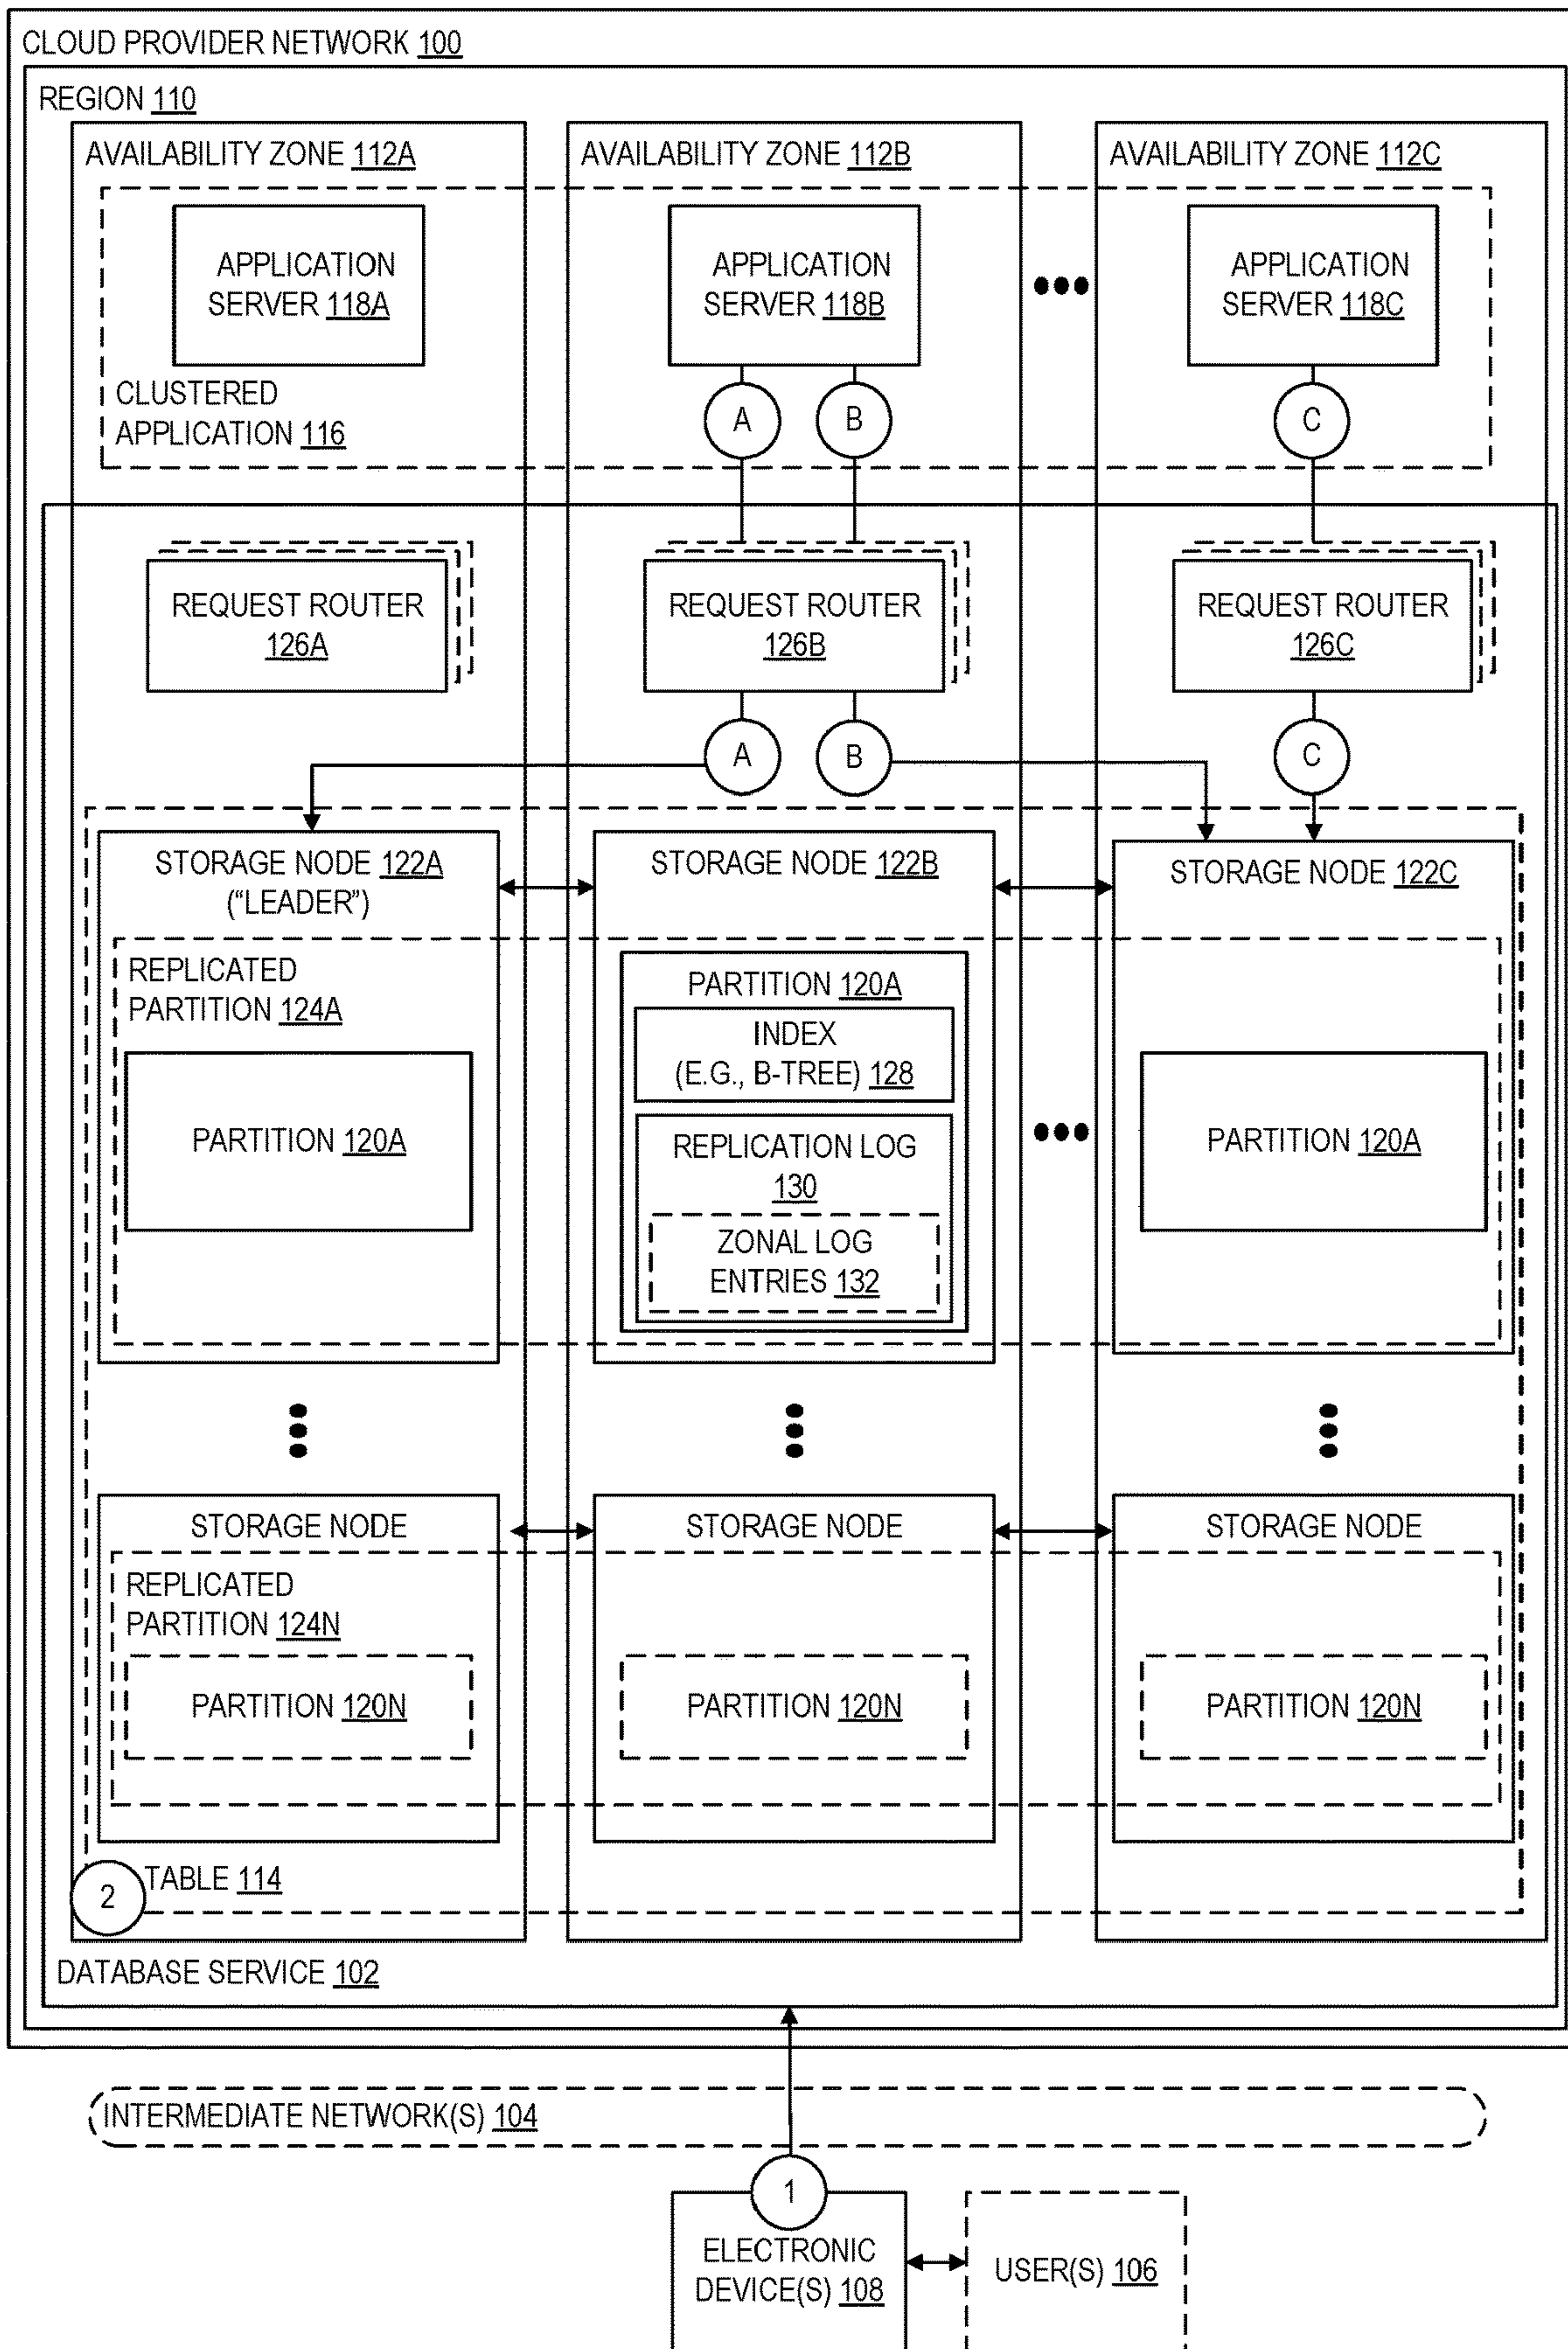 CLOUD PROVIDER NETWORK 100
REGION 110
AVAILABILITY ZONE 112A
AVAILABILITY ZONE 112B
AVAILABILITY ZONE 112C
APPLICATION
SERVER 118A
APPLICATION
SERVER 118B
APPLICATION
SERVER 118C
CLUSTERED
APPLICATION 116
A
B
C
REQUEST ROUTER
126A
REQUEST ROUTER
126B
REQUEST ROUTER
126C
A
B
C
STORAGE NODE 122A
("LEADER")
STORAGE NODE 122B
STORAGE NODE 122C
REPLICATED
PARTITION 124A
PARTITION 120A
PARTITION 120A
INDEX
(E.G., B-TREE) 128
REPLICATION LOG
130
ZONAL LOG
ENTRIES 132
PARTITION 120A
STORAGE NODE
STORAGE NODE
STORAGE NODE
REPLICATED
PARTITION 124N
PARTITION 120N
PARTITION 120N
PARTITION 120N
2
TABLE 114
DATABASE SERVICE 102
INTERMEDIATE NETWORK(S) 104
1
ELECTRONIC
DEVICE(S) 108
USER(S) 106